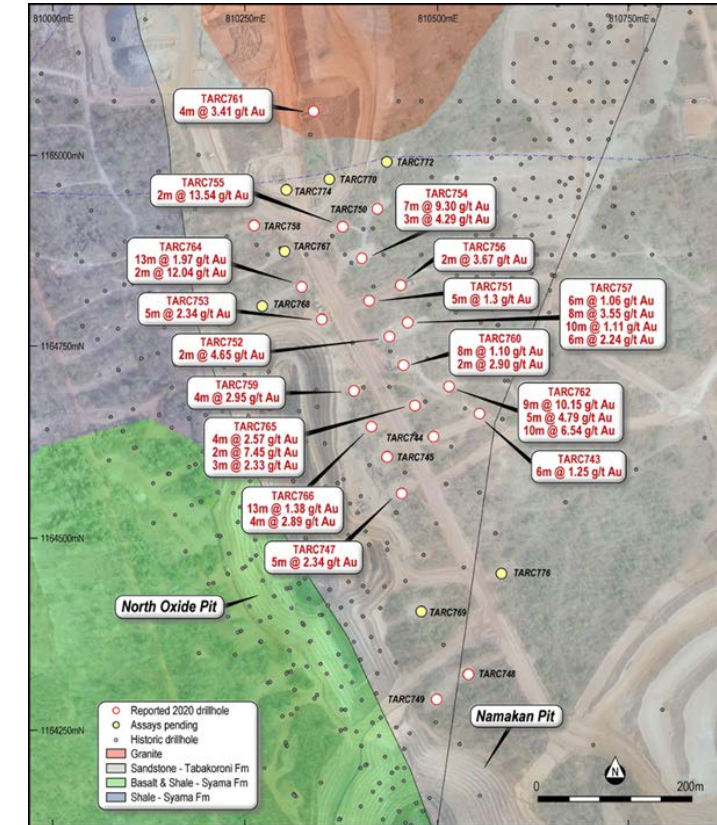 810000mE
810250mE
810500mE
810750mE
TARC761
4m @ 3.41 g/t Au
1165000mN
TARC772
TARC770
TARC774
TARC755
2m @ 13.54 g/t Au
TARC750
TARC754
7m @ 9.30 g/t Au
3m @ 4.29 g/t Au
TARC758
TARC764
13m @ 1.97 g/t Au
2m @ 12.04 g/t Au
TARC767
TARC756
2m @ 3.67 g/t Au
TARC751
5m @ 1.3 g/t Au
TARC757
6m @ 1.06 g/t Au
8m @ 3.55 g/t Au
10m @ 1.11 g/t Au
6m @ 2.24 g/t Au
TARC753
5m @ 2.34 g/t Au
TARC768
1164750mN
TARC752
2m @ 4.65 g/t Au
TARC760
8m @ 1.10 g/t Au
2m @ 2.90 g/t Au
TARC759
4m @ 2.95 g/t Au
TARC762
9m @ 10.15 g/t Au
5m @ 4.79 g/t Au
10m @ 6.54 g/t Au
TARC765
4m @ 2.57 g/t Au
2m @ 7.45 g/t Au
3m @ 2.33 g/t Au
TARC744
TARC745
TARC743
6m @ 1.25 g/t Au
TARC766
13m @ 1.38 g/t Au
4m @ 2.89 g/t Au
1164500mN
TARC747
5m @ 2.34 g/t Au
TARC776
North Oxide Pit
TARC769
TARC748
TARC749
Namakan Pit
1164250mN
Reported 2020 drillhole
Assays pending
Historic drillhole
Granite
Sandstone - Tabakoroni Fm
Basalt & Shale - Syama Fm
Shale - Syama Fm
N
0
200m